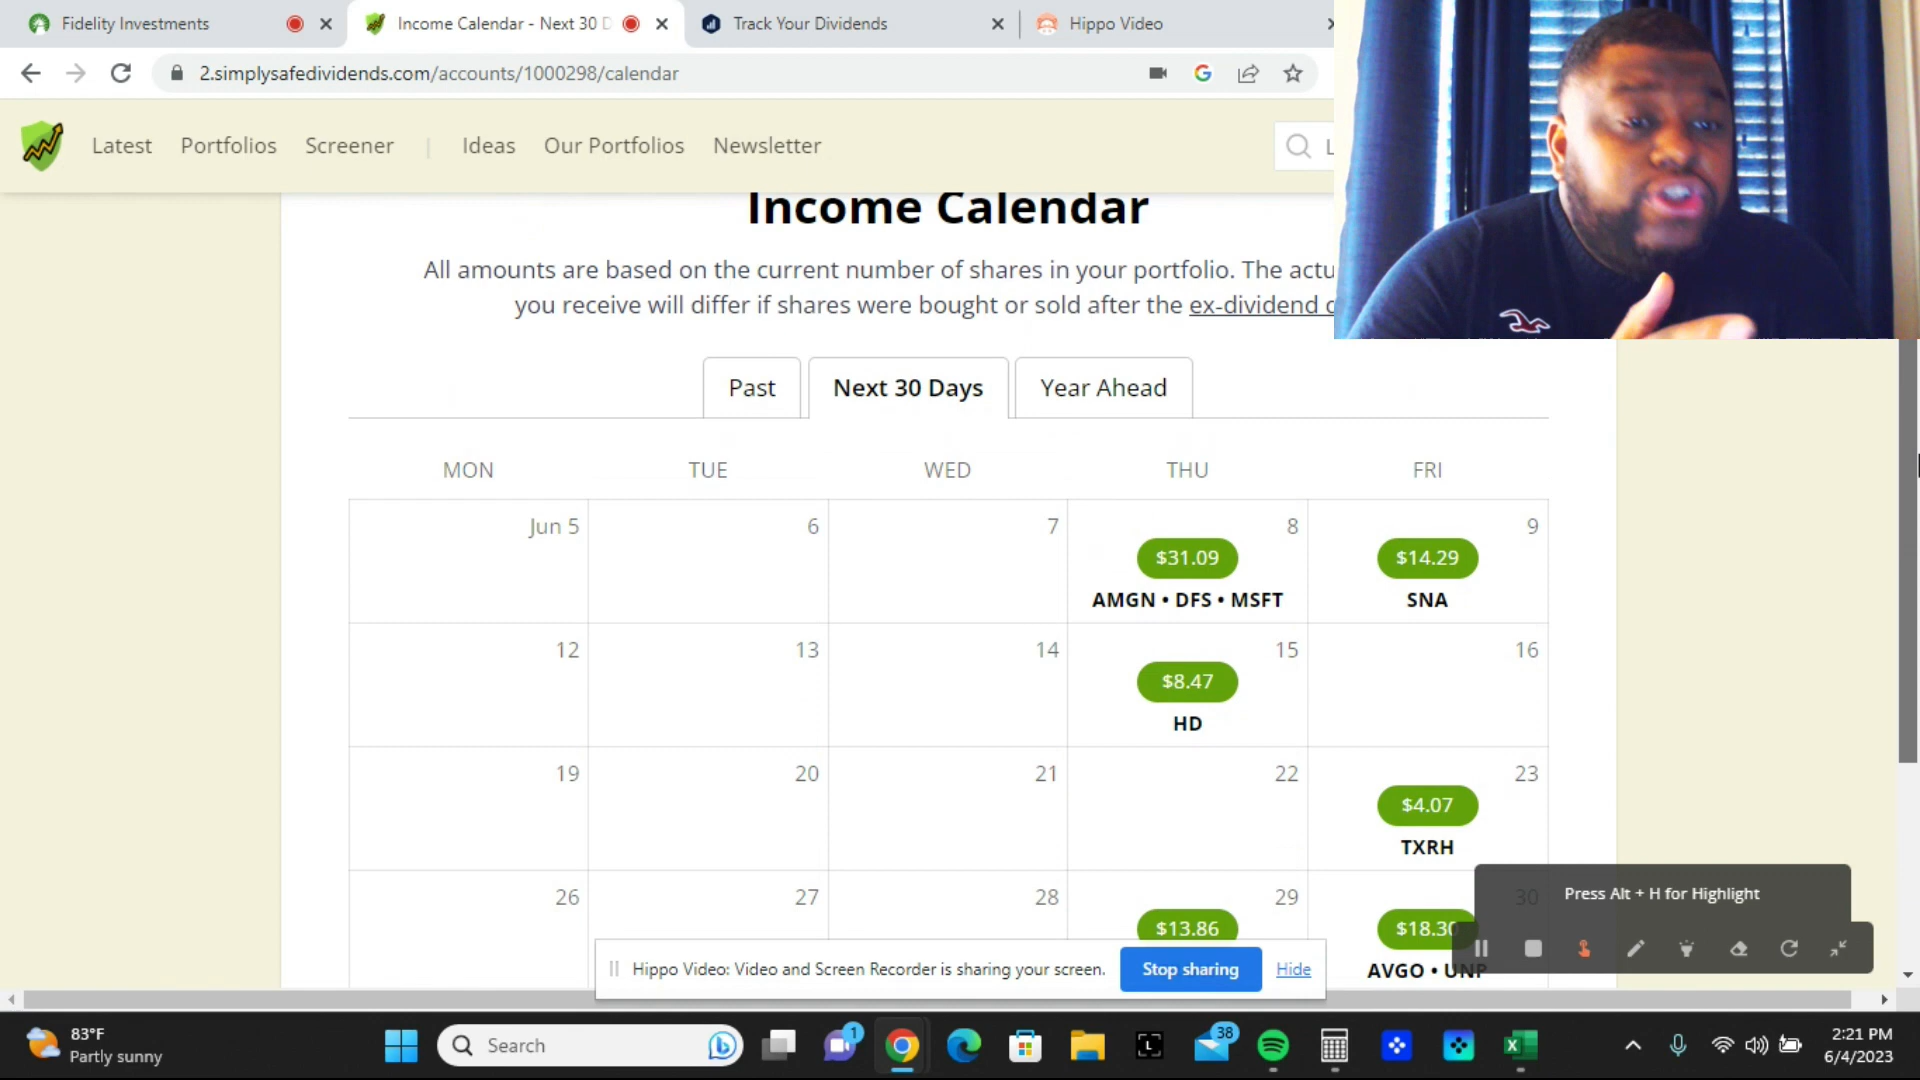 Fidelity Investments
Income Calendar - Next 30 D
Track Your Dividends
Hippo Video
2.simplysafedividends.com/accounts/1000298/calendar
Latest
Portfolios
Screener
Ideas
Our Portfolios
Newsletter
L
Income Calendar
All amounts are based on the current number of shares in your portfolio. The actu
you receive will differ if shares were bought or sold after the ex-dividend
Past
Next 30 Days
Year Ahead
MON TUE WED THU FRI
Jun 5 6 7 8 9
$31.09 $14.29
AMGN • DFS • MSFT SNA
12 13 14 15 16
$8.47
HD
19 20 21 22 23
$4.07
TXRH
26 27 28 29 30
$13.86 $18.30
AVGO • UNP
Press Alt + H for Highlight
Hippo Video: Video and Screen Recorder is sharing your screen.
Stop sharing
Hide
83°F
Partly sunny
Search
1
38
L
X
2:21 PM
6/4/2023